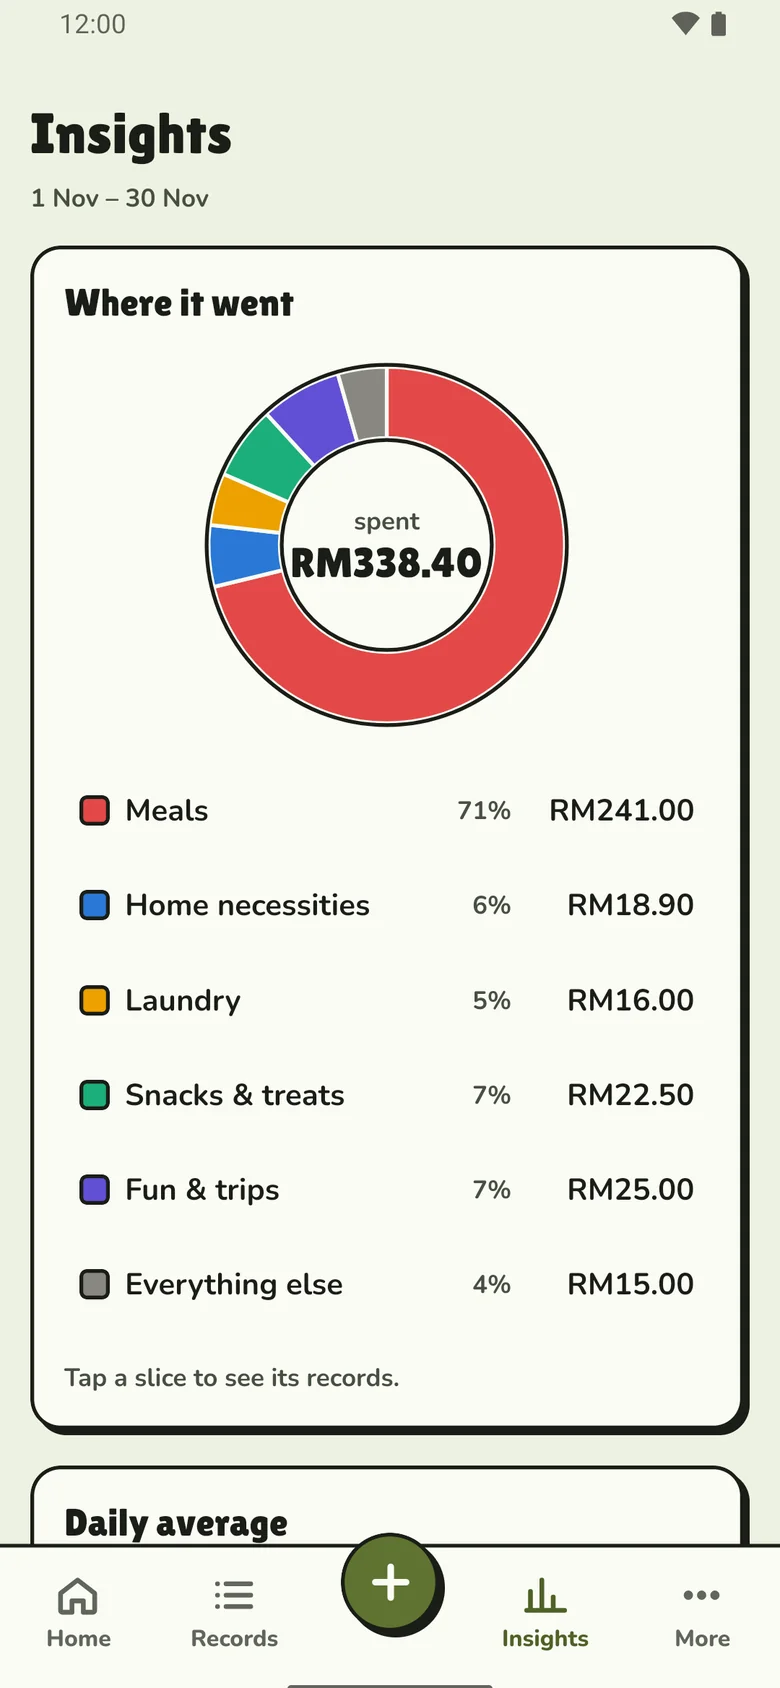 12:00
Insights
1 Nov – 30 Nov
Where it went
spent
RM338.40
Meals 71% RM241.00
Home necessities 6% RM18.90
Laundry 5% RM16.00
Snacks & treats 7% RM22.50
Fun & trips 7% RM25.00
Everything else 4% RM15.00
Tap a slice to see its records.
Daily average
Home Records Insights More